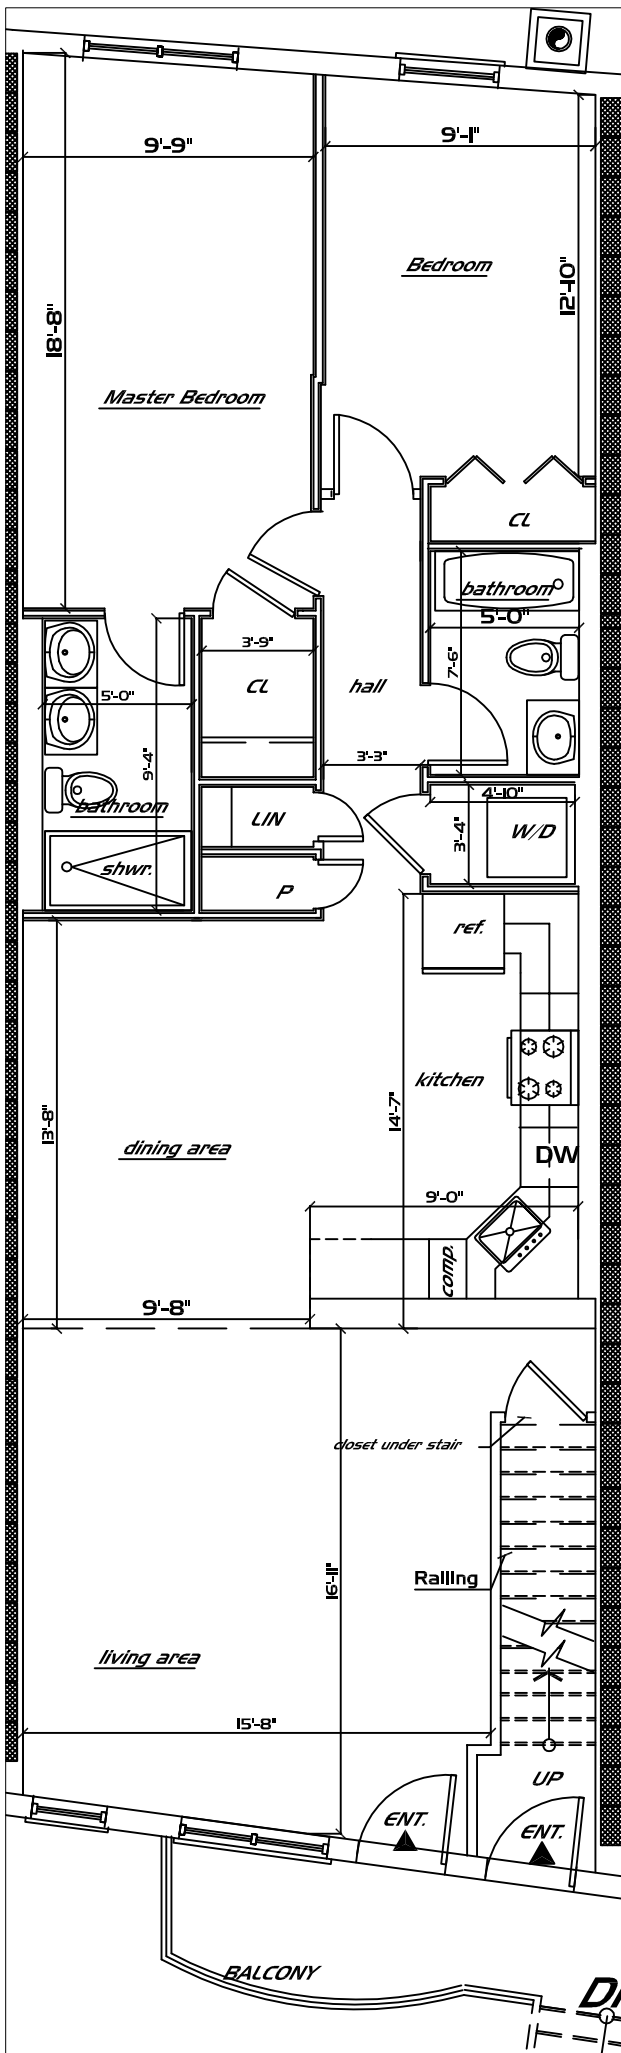 9'-9"
9'-1"
Bedroom
12'-10"
18'-8"
Master Bedroom
CL
bathroom
5'-0"
7'-6"
3'-9"
CL
hall
5'-0"
9'-4"
3'-3"
bathroom
4'-10"
3'-4"
W/D
LIN
shwr.
P
ref.
kitchen
14'-7"
13'-8"
dining area
DW
9'-0"
comp.
9'-8"
closet under stair
Railing
16'-11"
living area
15'-8"
UP
ENT.
ENT.
BALCONY